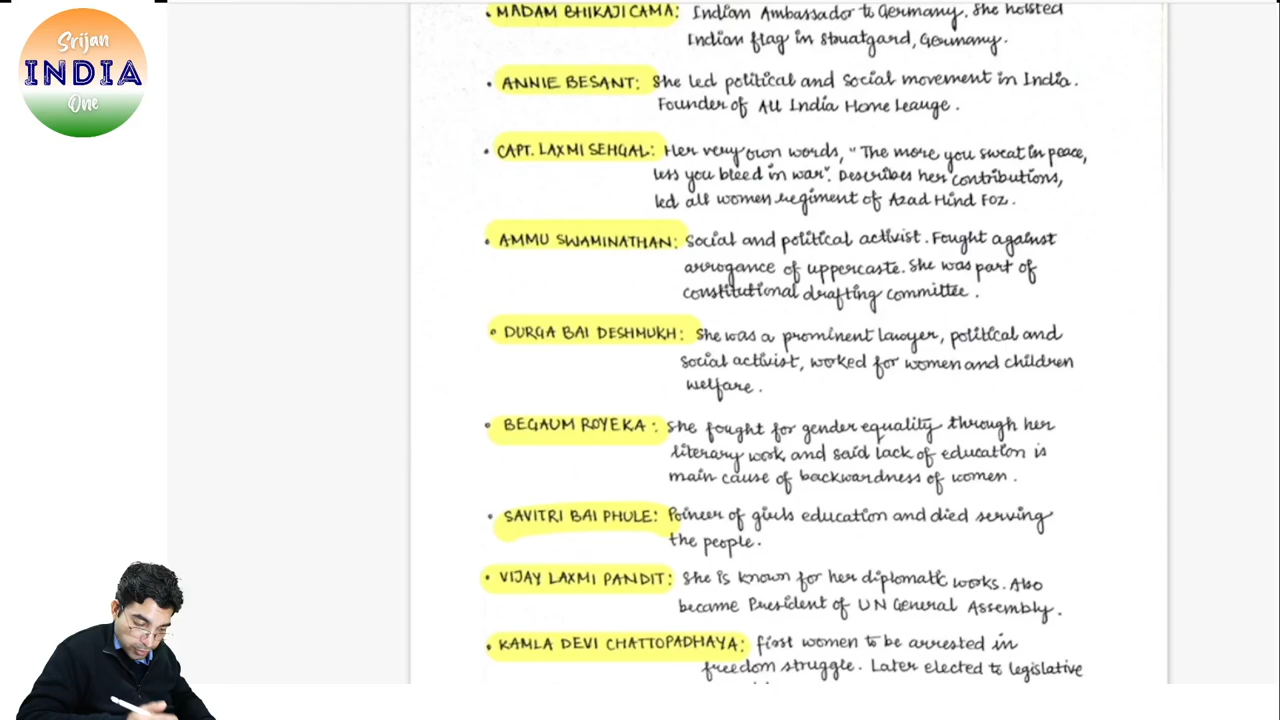 Srijan
INDIA
One
• MADAM BHIKAJI CAMA: Indian Ambassador to Germany. She hoisted
Indian flag in Stuatgard, Germany.
• ANNIE BESANT: She led political and social movement in India.
Founder of All India Home Leauge.
• CAPT. LAXMI SEHGAL: Her very own words, "The more you sweat in peace,
less you bleed in war". Describes her contributions,
led all women regiment of Azad Hind Foz.
• AMMU SWAMINATHAN: Social and political activist. Fought against
arrogance of uppercaste. She was part of
constitutional drafting committee.
• DURGA BAI DESHMUKH: She was a prominent lawyer, political and
social activist, worked for women and children
welfare.
• BEGAUM ROYEKA: She fought for gender equality through her
literary work and said lack of education is
main cause of backwardness of women.
• SAVITRI BAI PHULE: Poineer of girls education and died serving
the people.
• VIJAY LAXMI PANDIT: She is known for her diplomatic works. Also
became President of UN General Assembly.
• KAMLA DEVI CHATTOPADHAYA: first women to be arrested in
freedom struggle. Later elected to legislative